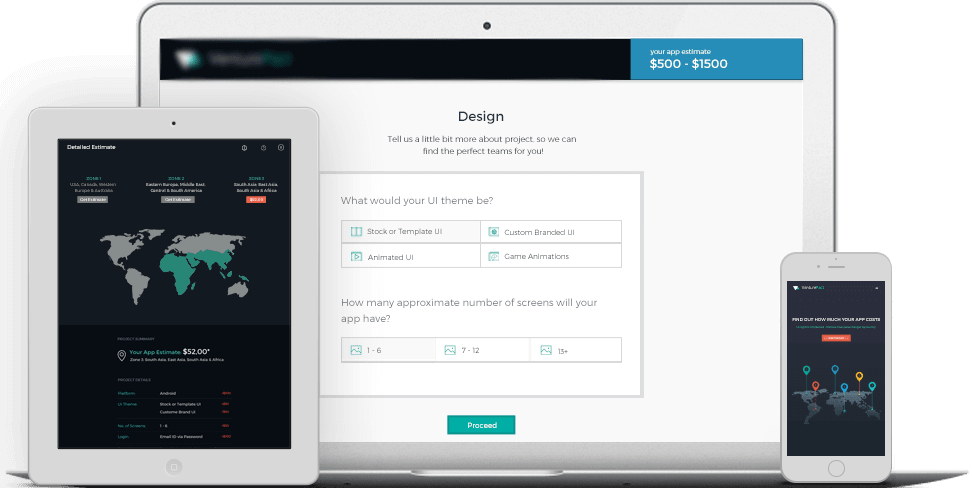 your app estimate
$500 - $1500
Design
Tell us a little bit more about project, so we can
find the perfect teams for you!
What would your UI theme be?
Stock or Template UI
Custom Branded UI
Animated UI
Game Animations
How many approximate number of screens will your
app have?
1 - 6
7 - 12
13+
Proceed
Detailed Estimate
ZONE 1
USA, Canada, Western
Europe & Australia
Get Estimate
ZONE 2
Eastern Europe, Middle East
Central & South America
Get Estimate
ZONE 3
South Asia, East Asia,
South Asia & Africa
PROJECT SUMMARY
Your App Estimate: $52,00*
Zone 3: South Asia, East Asia, South Asia & Africa
PROJECT DETAILS
Platform
Android
UI Theme
Stock or Template UI
Custome Brand UI
No. of Screens
1 - 6
Login
Email ID via Password
VenturePact
FIND OUT HOW MUCH YOUR APP COSTS